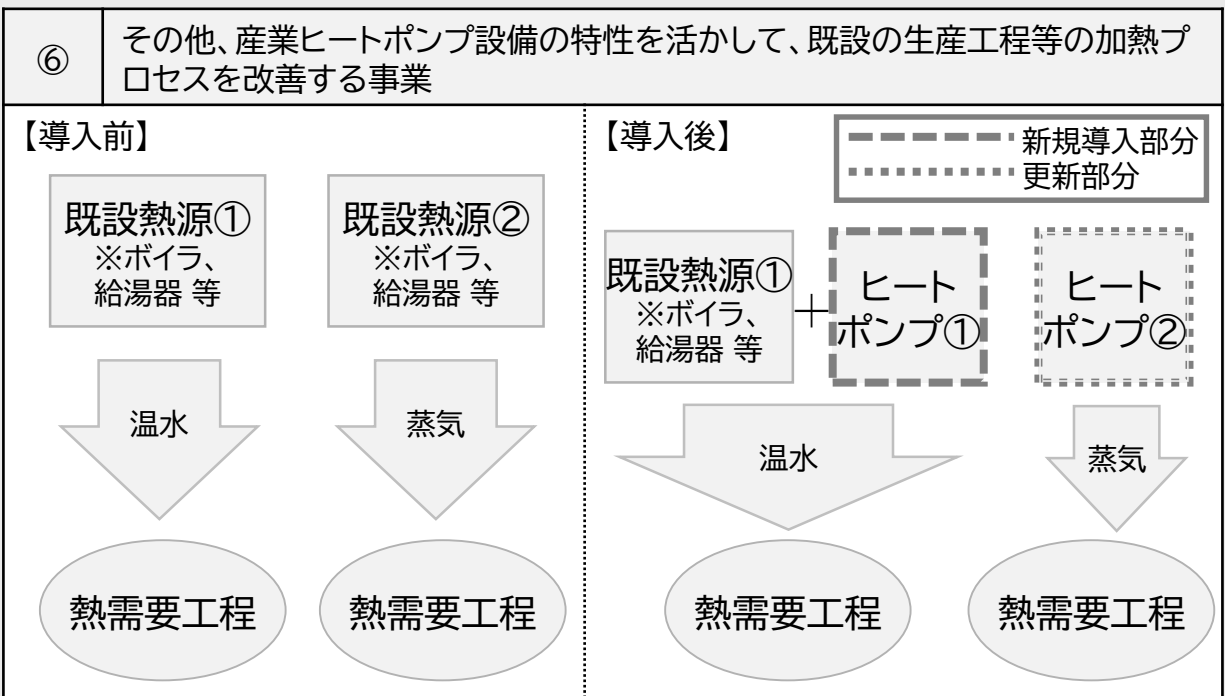 ⑥
その他、産業ヒートポンプ設備の特性を活かして、既設の生産工程等の加熱プ
ロセスを改善する事業
【導入前】
既設熱源①
※ボイラ、
給湯器 等
既設熱源②
※ボイラ、
給湯器 等
温水
蒸気
熱需要工程
熱需要工程
【導入後】
新規導入部分
更新部分
既設熱源①
※ボイラ、
給湯器 等
+
ヒート
ポンプ①
ヒート
ポンプ②
温水
蒸気
熱需要工程
熱需要工程